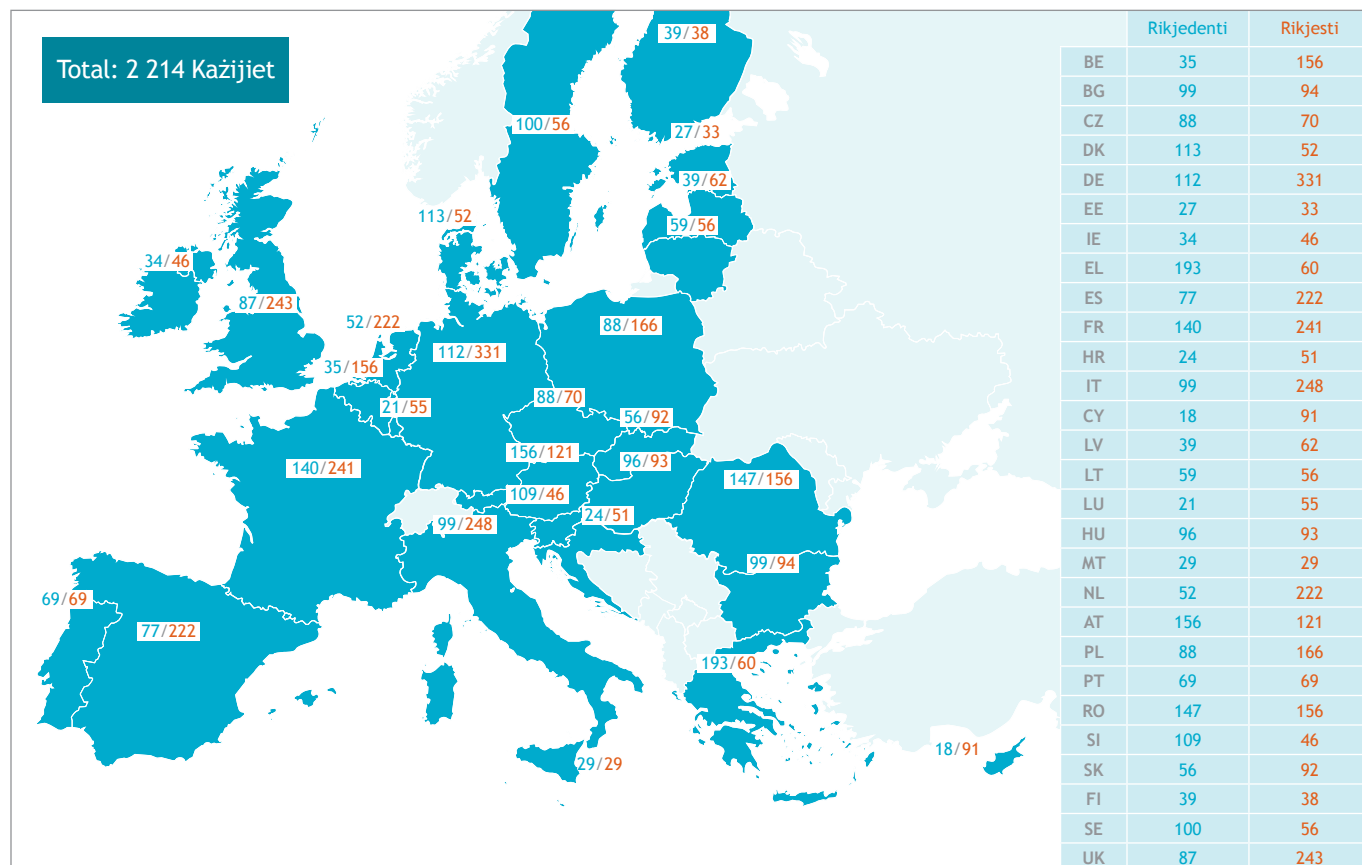 Total: 2 214 Każijiet
39/38
100/56
27/33
39/62
113/52
59/56
34/46
87/243
52/222
88/166
112/331
35/156
88/70
21/55
56/92
156/121
96/93
140/241
147/156
109/46
24/51
99/248
99/94
69/69
77/222
193/60
18/91
29/29
Rikjedenti Rikjesti
BE 35 156
BG 99 94
CZ 88 70
DK 113 52
DE 112 331
EE 27 33
IE 34 46
EL 193 60
ES 77 222
FR 140 241
HR 24 51
IT 99 248
CY 18 91
LV 39 62
LT 59 56
LU 21 55
HU 96 93
MT 29 29
NL 52 222
AT 156 121
PL 88 166
PT 69 69
RO 147 156
SI 109 46
SK 56 92
FI 39 38
SE 100 56
UK 87 243